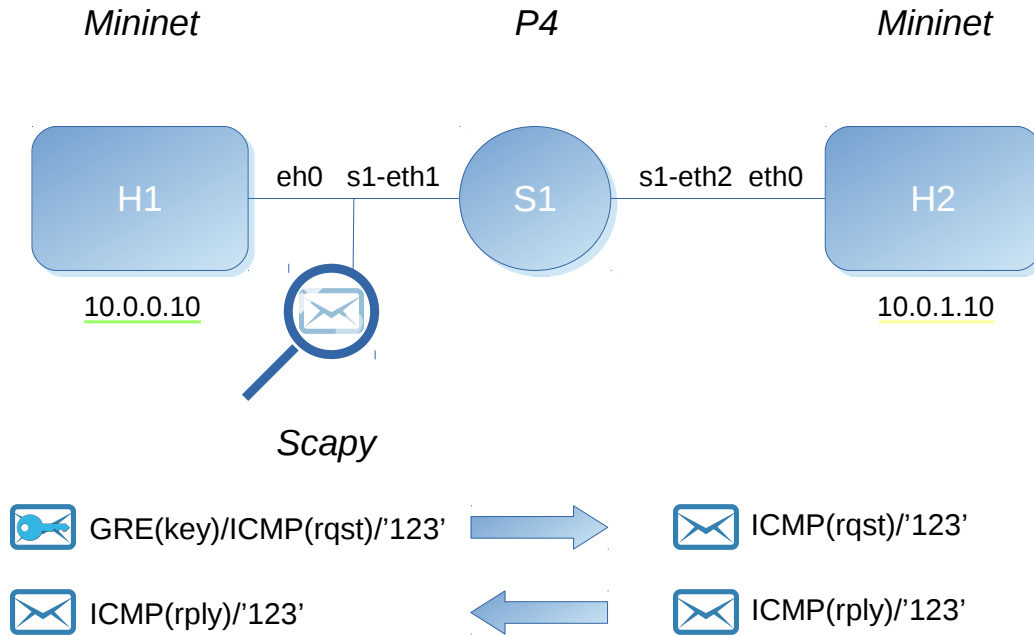 Mininet P4 Mininet
eh0 s1-eth1 s1-eth2 eth0
H1 S1 H2
10.0.0.10 10.0.1.10
Scapy
GRE(key)/ICMP(rqst)/’123’ ICMP(rqst)/’123’
ICMP(rply)/’123’ ICMP(rply)/’123’